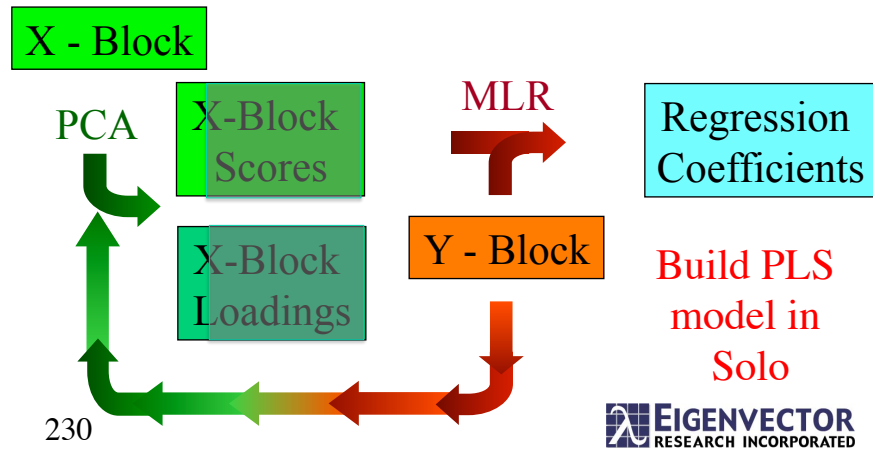 X - Block
PCA
X-Block
Scores
MLR
Regression
Coefficients
X-Block
Loadings
Y - Block
Build PLS
model in
Solo
230
EIGENVECTOR
RESEARCH INCORPORATED